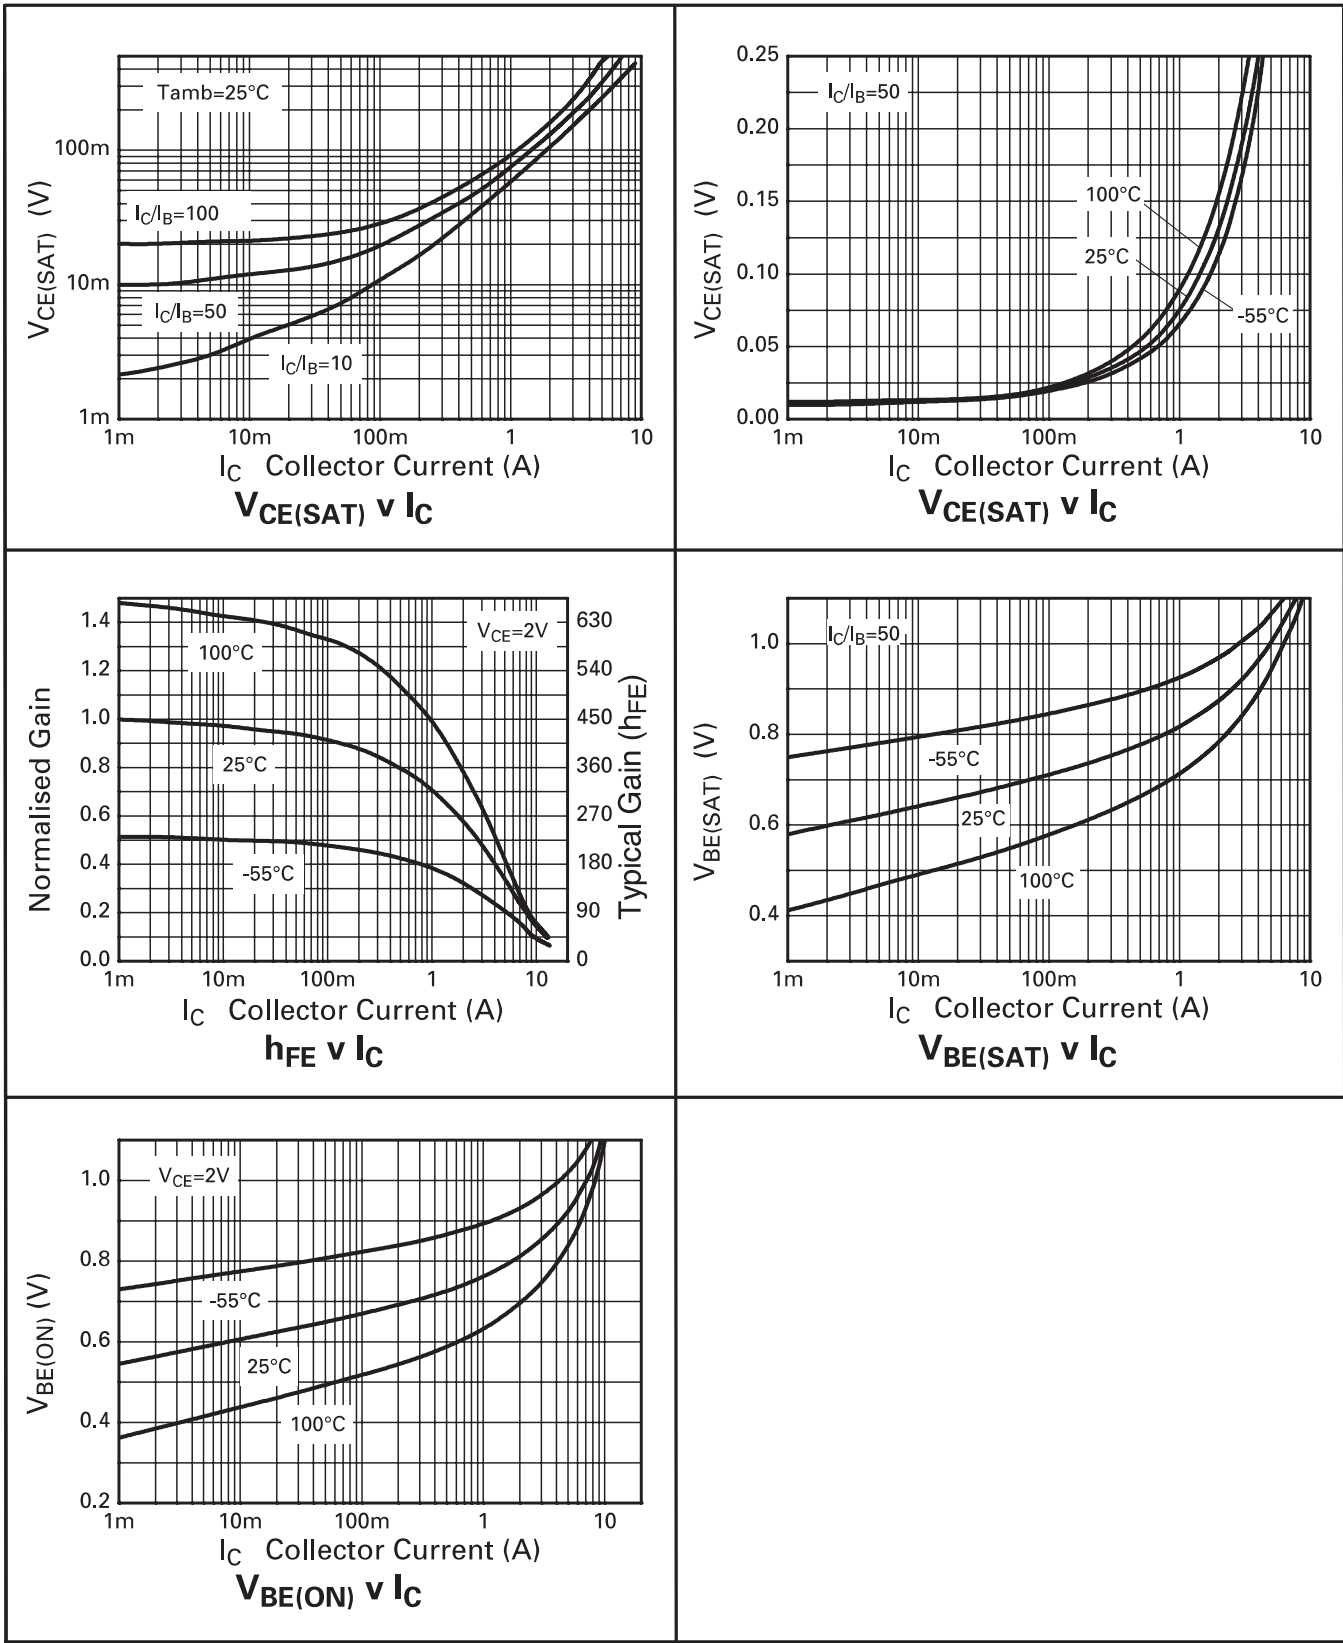 Tamb=25°C
100m
IC/IB=100
10m
IC/IB=50
IC/IB=10
1m
VCE(SAT) (V)
1m 10m 100m 1 10
IC Collector Current (A)
VCE(SAT) v IC
0.25
IC/IB=50
0.20
100°C
0.15
25°C
0.10
-55°C
0.05
0.00
VCE(SAT) (V)
1m 10m 100m 1 10
IC Collector Current (A)
VCE(SAT) v IC
1.4 630
VCE=2V
100°C
1.2 540
1.0 450
25°C
0.8 360
0.6 270
0.4 180
-55°C
0.2 90
0.0 0
Normalised Gain
Typical Gain (hFE)
1m 10m 100m 1 10
IC Collector Current (A)
hFE v IC
IC/IB=50
1.0
0.8
-55°C
0.6
25°C
100°C
0.4
VBE(SAT) (V)
1m 10m 100m 1 10
IC Collector Current (A)
VBE(SAT) v IC
VCE=2V
1.0
0.8
-55°C
0.6
25°C
0.4
100°C
0.2
VBE(ON) (V)
1m 10m 100m 1 10
IC Collector Current (A)
VBE(ON) v IC